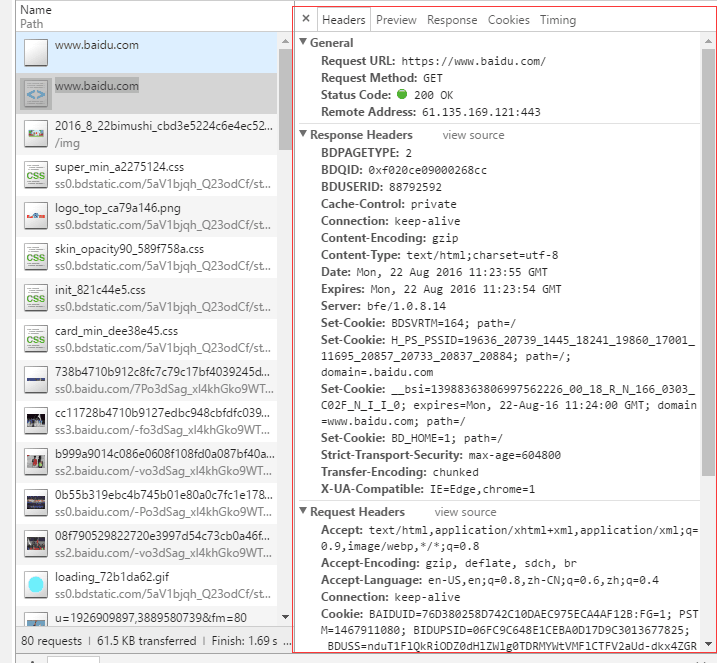 Name
Path
www.baidu.com
www.baidu.com
2016_8_22bimushi_cbd3e5224c6e4ec52...
/img
super_min_a2275124.css
ss0.bdstatic.com/5aV1bjqh_Q23odCf/st...
logo_top_ca79a146.png
ss0.bdstatic.com/5aV1bjqh_Q23odCf/st...
skin_opacity90_589f758a.css
ss0.bdstatic.com/5aV1bjqh_Q23odCf/st...
init_821c44e5.css
ss0.bdstatic.com/5aV1bjqh_Q23odCf/st...
card_min_dee38e45.css
ss0.bdstatic.com/5aV1bjqh_Q23odCf/st...
738b4710b912c8fc7c79c17bf4039245d...
ss0.baidu.com/7Po3dSag_xI4khGko9WT...
cc11728b4710b9127edbc948cbfdfc039...
ss3.baidu.com/-fo3dSag_xI4khGko9WT...
b999a9014c086e0608f108fd0a087bf40a...
ss2.baidu.com/-vo3dSag_xI4khGko9WT...
0b55b319ebc4b745b01e80a0c7fc1e178...
ss0.baidu.com/-Po3dSag_xI4khGko9WT...
08f790529822720e3997d54c73cb0a46f...
ss2.baidu.com/-vo3dSag_xI4khGko9WT...
loading_72b1da62.gif
ss0.bdstatic.com/5aV1bjqh_Q23odCf/st...
u=1926909897,3889580739&fm=80
80 requests | 61.5 KB transferred | Finish: 1.69 s ...
× Headers Preview Response Cookies Timing
General
Request URL: https://www.baidu.com/
Request Method: GET
Status Code: 200 OK
Remote Address: 61.135.169.121:443
Response Headers view source
BDPAGETYPE: 2
BDQID: 0xf020ce09000268cc
BDUSERID: 88792592
Cache-Control: private
Connection: keep-alive
Content-Encoding: gzip
Content-Type: text/html;charset=utf-8
Date: Mon, 22 Aug 2016 11:23:55 GMT
Expires: Mon, 22 Aug 2016 11:23:54 GMT
Server: bfe/1.0.8.14
Set-Cookie: BDSVRTM=164; path=/
Set-Cookie: H_PS_PSSID=19636_20739_1445_18241_19860_17001_
11695_20857_20733_20837_20884; path=/;
domain=.baidu.com
Set-Cookie: __bsi=13988363806997562226_00_18_R_N_166_0303_
C02F_N_I_I_0; expires=Mon, 22-Aug-16 11:24:00 GMT; domain
=www.baidu.com; path=/
Set-Cookie: BD_HOME=1; path=/
Strict-Transport-Security: max-age=604800
Transfer-Encoding: chunked
X-UA-Compatible: IE=Edge,chrome=1
Request Headers view source
Accept: text/html,application/xhtml+xml,application/xml;q=
0.9,image/webp,*/*;q=0.8
Accept-Encoding: gzip, deflate, sdch, br
Accept-Language: en-US,en;q=0.8,zh-CN;q=0.6,zh;q=0.4
Connection: keep-alive
Cookie: BAIDUID=76D380258D742C10DAEC975ECA4AF12B:FG=1; PST
M=1467911080; BIDUPSID=06FC9C648E1CEBA0D17D9C3013677825;